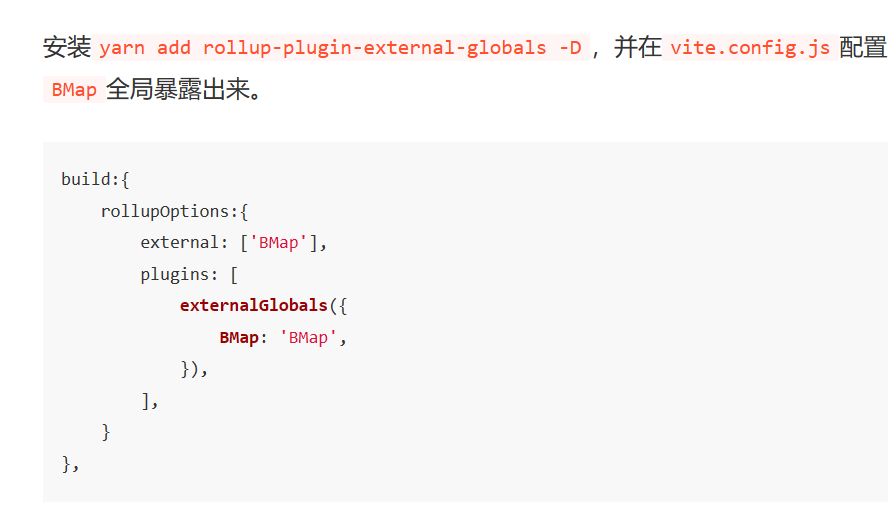 安装 yarn add rollup-plugin-external-globals -D ，并在 vite.config.js 配置
BMap 全局暴露出来。
build:{
    rollupOptions:{
        external: ['BMap'],
        plugins: [
            externalGlobals({
                BMap: 'BMap',
            }),
        ],
    }
},